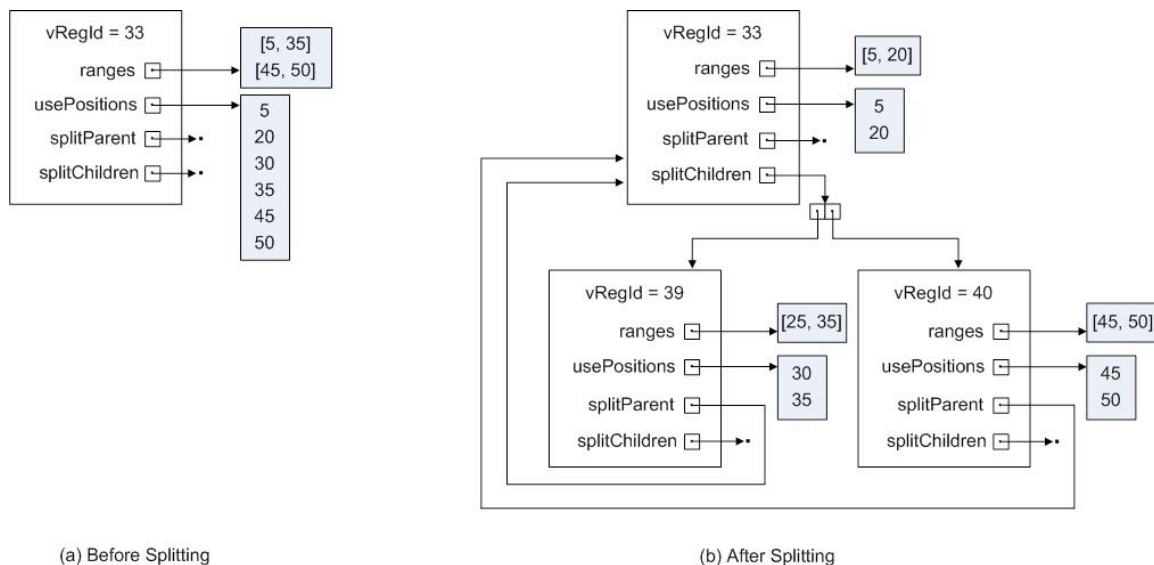 vRegId = 33
ranges
usePositions
splitParent
splitChildren
[5, 35]
[45, 50]
5
20
30
35
45
50
(a) Before Splitting
vRegId = 33
ranges
usePositions
splitParent
splitChildren
[5, 20]
5
20
vRegId = 39
ranges
usePositions
splitParent
splitChildren
[25, 35]
30
35
vRegId = 40
ranges
usePositions
splitParent
splitChildren
[45, 50]
45
50
(b) After Splitting